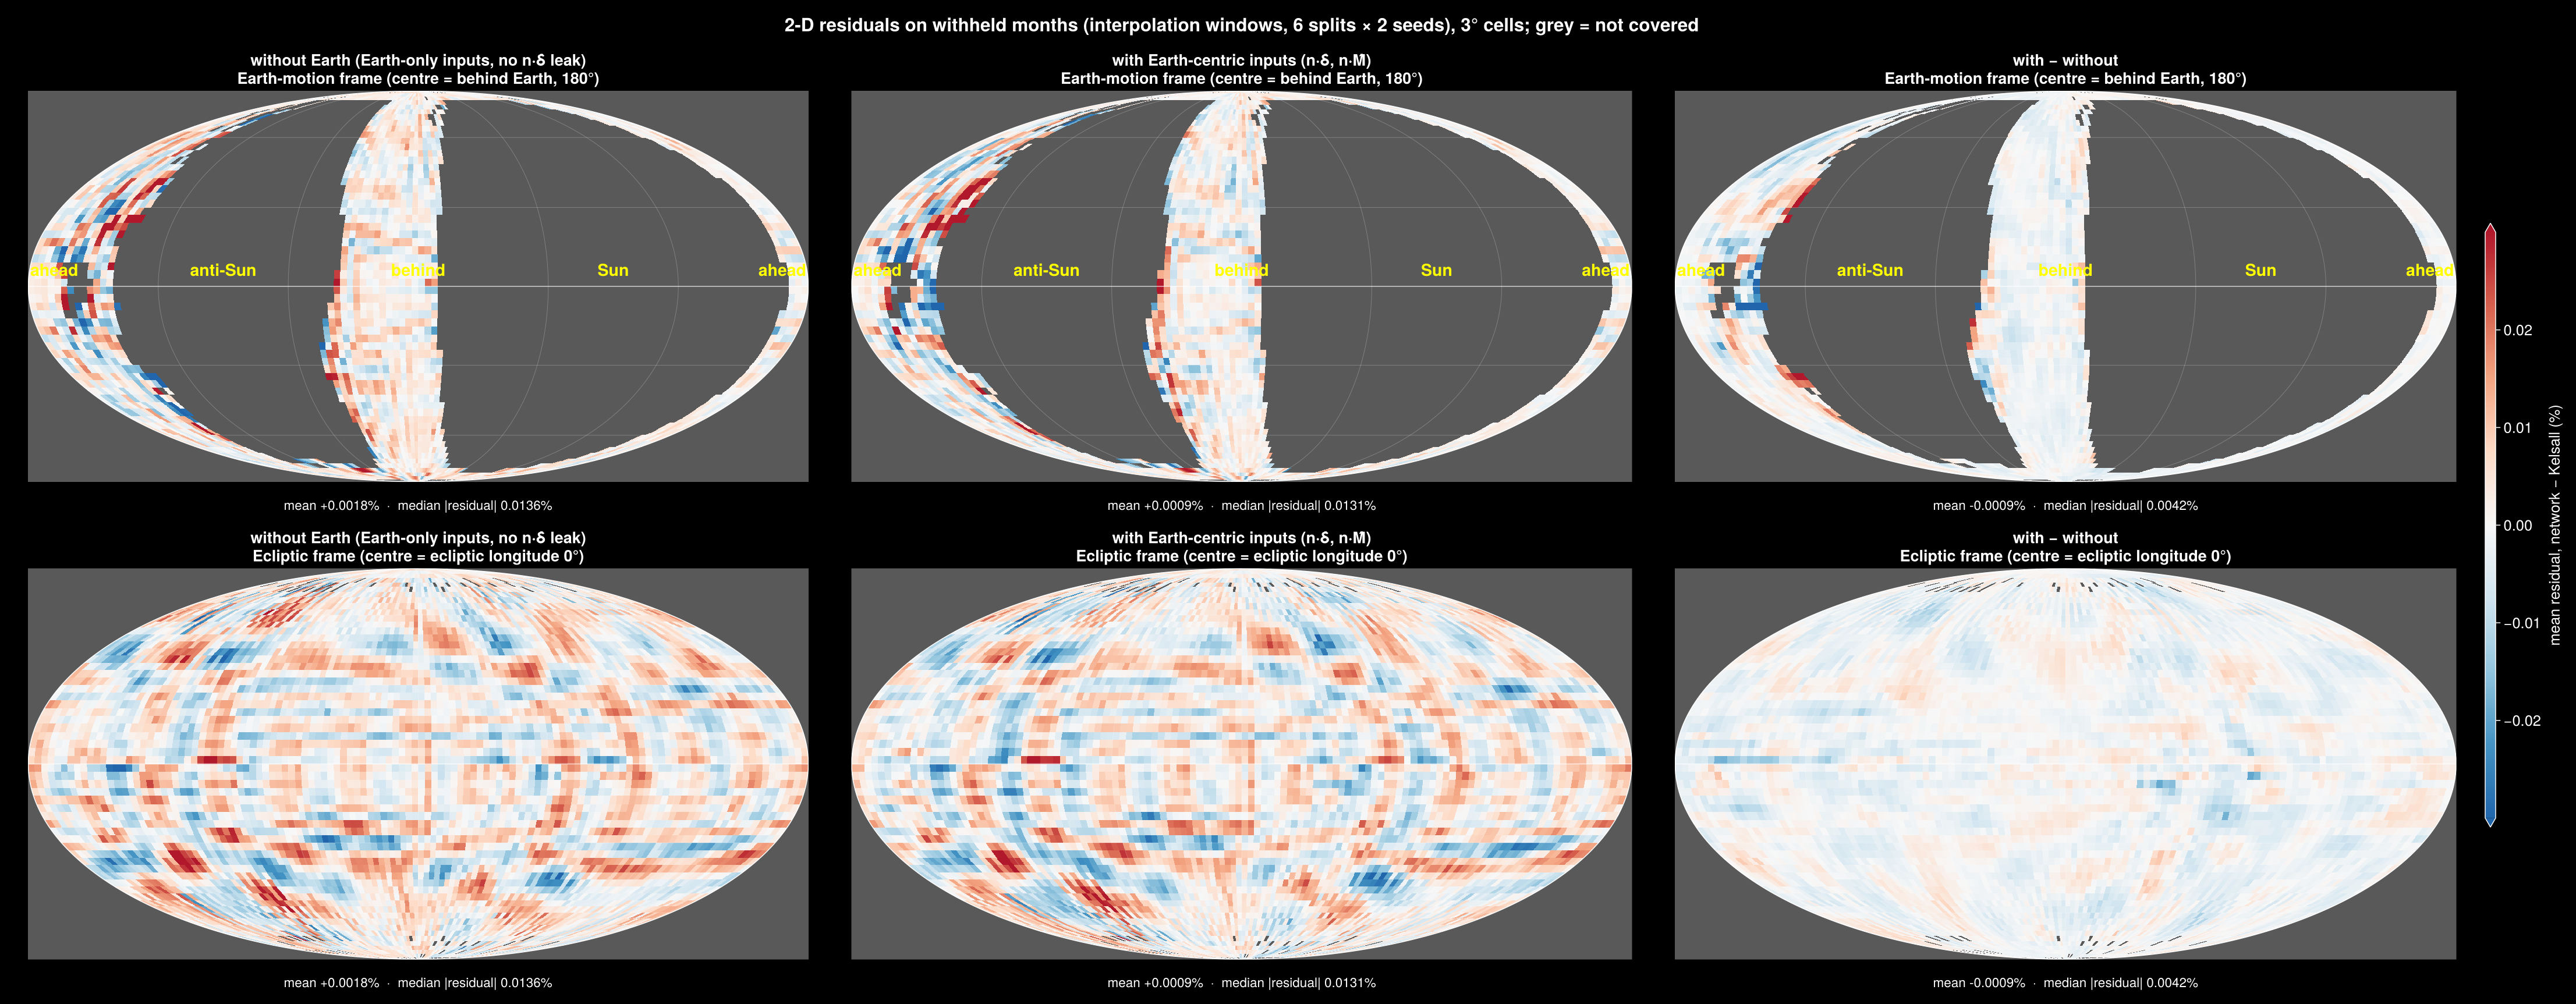 2-D residuals on withheld months (interpolation windows, 6 splits × 2 seeds), 3° cells; grey = not covered
without Earth (Earth-only inputs, no n·δ leak)
Earth-motion frame (centre = behind Earth, 180°)
with Earth-centric inputs (n·δ, n·M)
Earth-motion frame (centre = behind Earth, 180°)
with − without
Earth-motion frame (centre = behind Earth, 180°)
ahead anti-Sun behind Sun ahead
ahead anti-Sun behind Sun ahead
ahead anti-Sun behind Sun ahead
mean +0.0018% · median |residual| 0.0136%
mean +0.0009% · median |residual| 0.0131%
mean -0.0009% · median |residual| 0.0042%
without Earth (Earth-only inputs, no n·δ leak)
Ecliptic frame (centre = ecliptic longitude 0°)
with Earth-centric inputs (n·δ, n·M)
Ecliptic frame (centre = ecliptic longitude 0°)
with − without
Ecliptic frame (centre = ecliptic longitude 0°)
mean +0.0018% · median |residual| 0.0136%
mean +0.0009% · median |residual| 0.0131%
mean -0.0009% · median |residual| 0.0042%
0.02
0.01
0.00
−0.01
−0.02
mean residual, network − Kelsall (%)